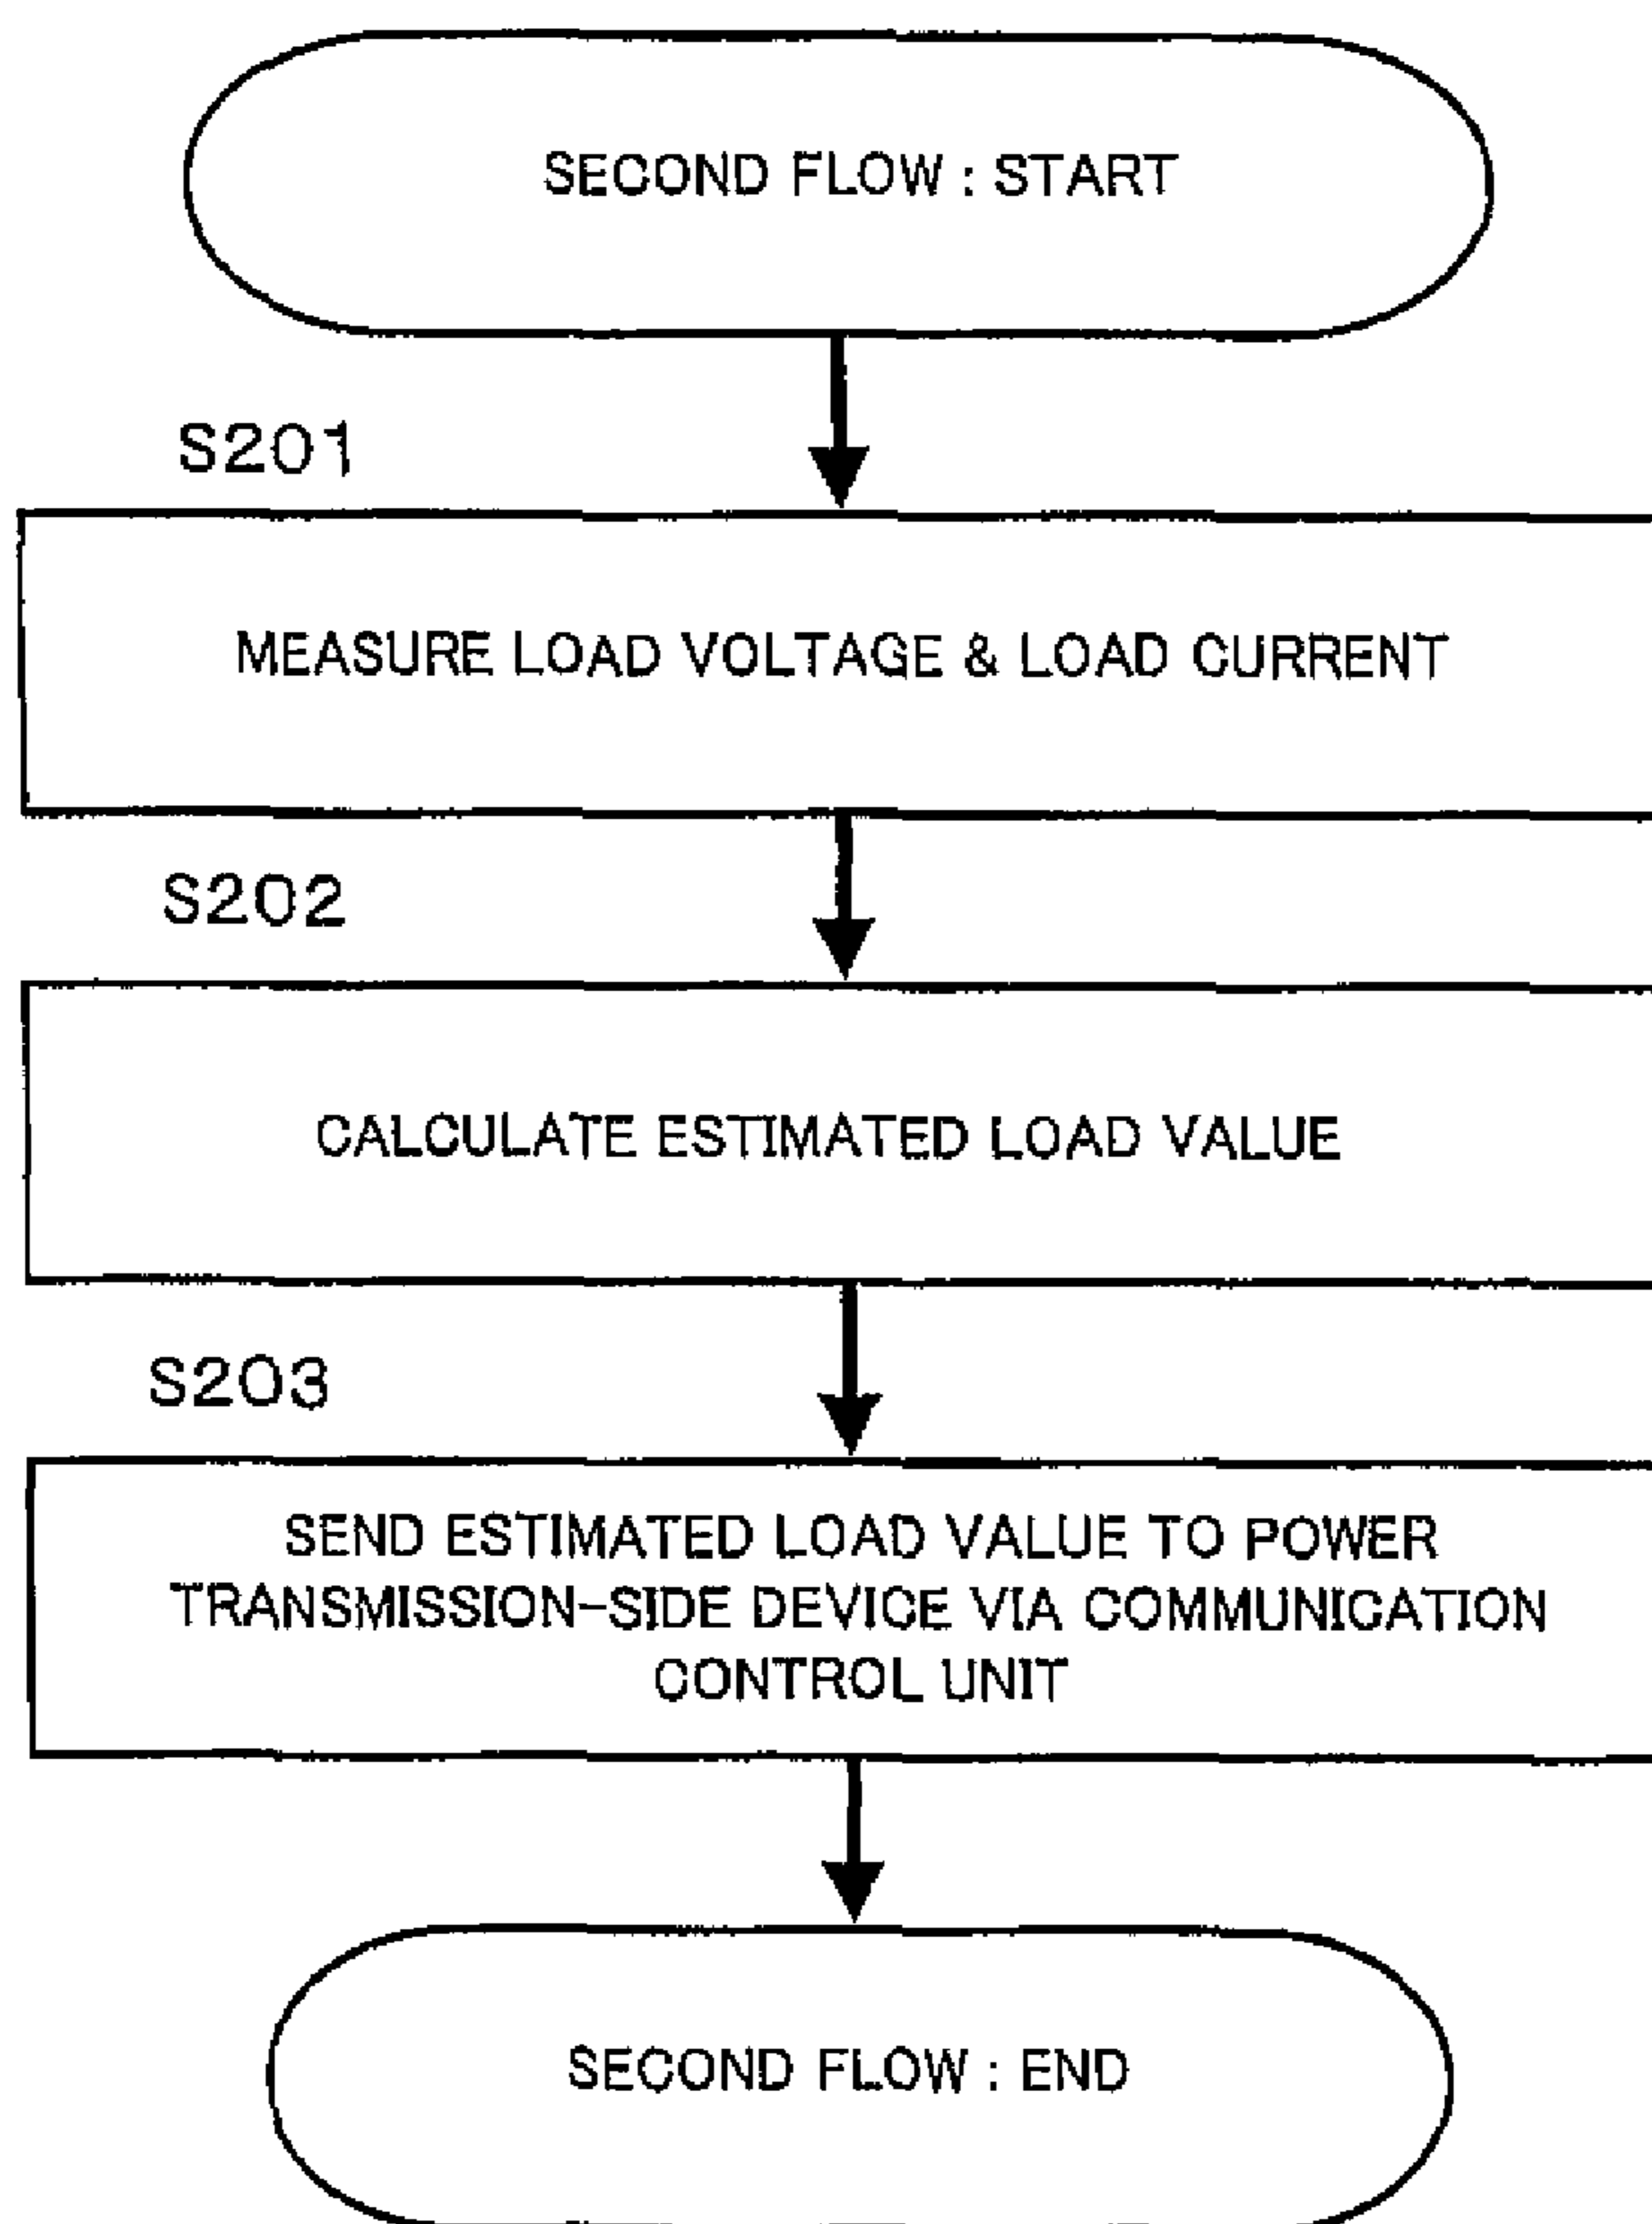 SECOND FLOW : START
S201
MEASURE LOAD VOLTAGE & LOAD CURRENT
S202
CALCULATE ESTIMATED LOAD VALUE
S203
SEND ESTIMATED LOAD VALUE TO POWER
TRANSMISSION-SIDE DEVICE VIA COMMUNICATION
CONTROL UNIT
SECOND FLOW : END